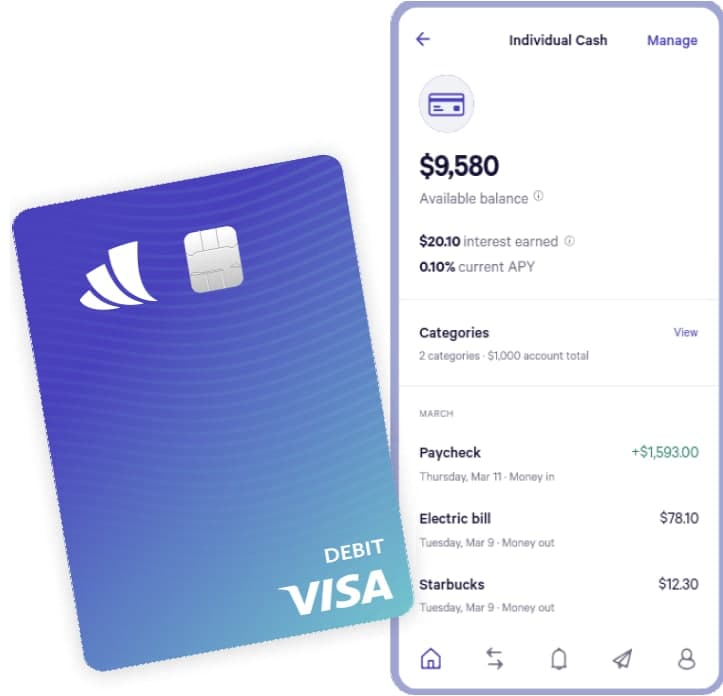 Individual Cash Manage
$9,580
Available balance
$20.10 interest earned
0.10% current APY
Categories View
2 categories · $1,000 account total
MARCH
Paycheck +$1,593.00
Thursday, Mar 11 · Money in
Electric bill $78.10
Tuesday, Mar 9 · Money out
Starbucks $12.30
Tuesday, Mar 9 · Money out
DEBIT
VISA